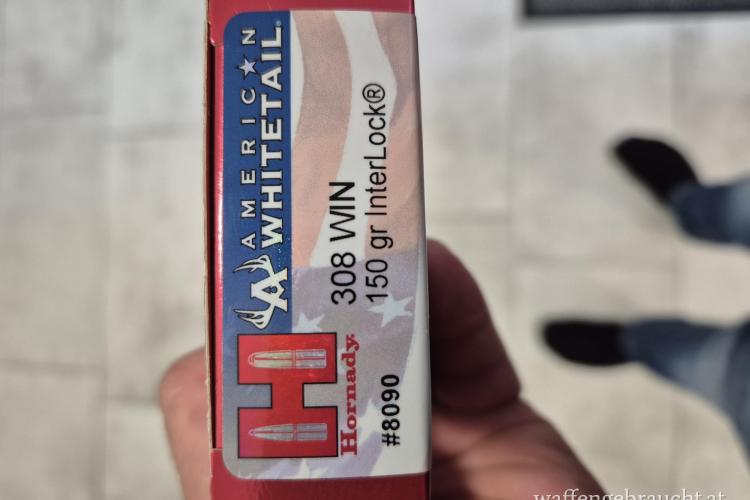 AMERICAN
WHITETAIL®
308 WIN
150 gr InterLock®
Hornady®
#8090
waffengebraucht.at